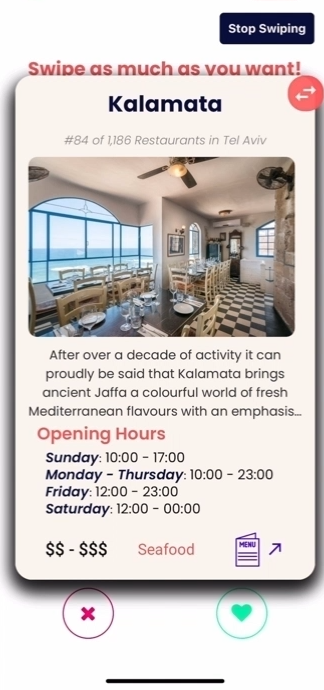 Stop Swiping
Swipe as much as you want!
Kalamata
#84 of 1,186 Restaurants in Tel Aviv
After over a decade of activity it can
proudly be said that Kalamata brings
ancient Jaffa a colourful world of fresh
Mediterranean flavours with an emphasis...
Opening Hours
Sunday: 10:00 - 17:00
Monday - Thursday: 10:00 - 23:00
Friday: 12:00 - 23:00
Saturday: 12:00 - 00:00
$$ - $$$ Seafood MENU